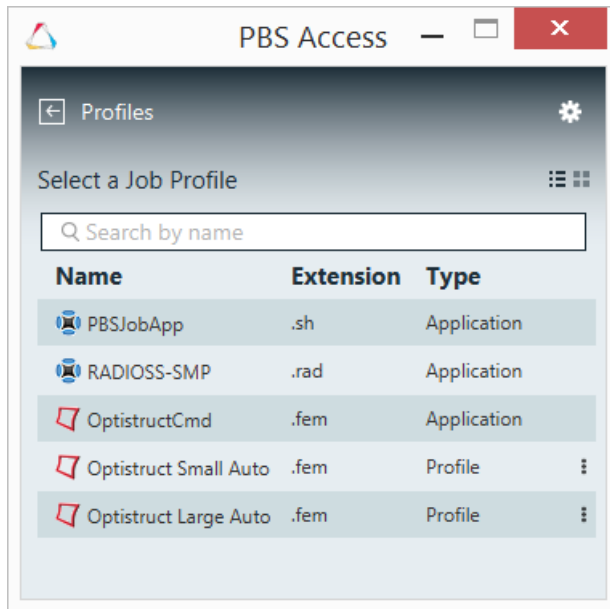 PBS Access
Profiles
Select a Job Profile
Search by name
Name Extension Type
PBSJobApp .sh Application
RADIOSS-SMP .rad Application
OptistructCmd .fem Application
Optistruct Small Auto .fem Profile
Optistruct Large Auto .fem Profile